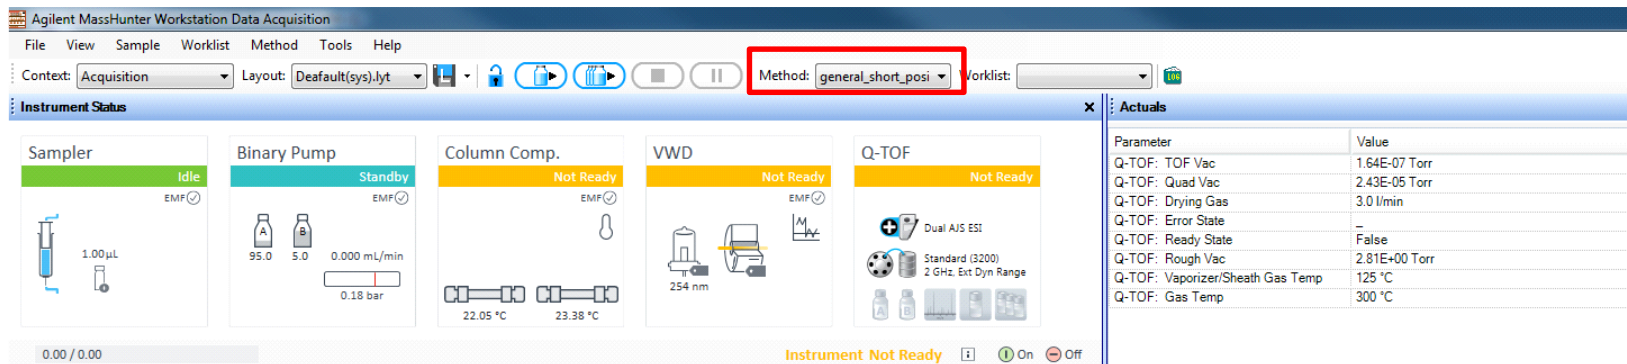 Agilent MassHunter Workstation Data Acquisition
File View Sample Worklist Method Tools Help
Context: Acquisition Layout: Deafault(sys).lyt Method: general_short_posi Worklist:
Instrument Status
Sampler
Idle
EMF
1.00 µL
Binary Pump
Standby
EMF
A B
95.0 5.0 0.000 mL/min
0.18 bar
Column Comp.
Not Ready
EMF
22.05 °C 23.38 °C
VWD
Not Ready
EMF
254 nm
Q-TOF
Not Ready
Dual AJS ESI
Standard (3200)
2 GHz, Ext Dyn Range
A B
0.00 / 0.00 Instrument Not Ready On Off
Actuals
Parameter Value
Q-TOF: TOF Vac 1.64E-07 Torr
Q-TOF: Quad Vac 2.43E-05 Torr
Q-TOF: Drying Gas 3.0 l/min
Q-TOF: Error State _
Q-TOF: Ready State False
Q-TOF: Rough Vac 2.81E+00 Torr
Q-TOF: Vaporizer/Sheath Gas Temp 125 °C
Q-TOF: Gas Temp 300 °C